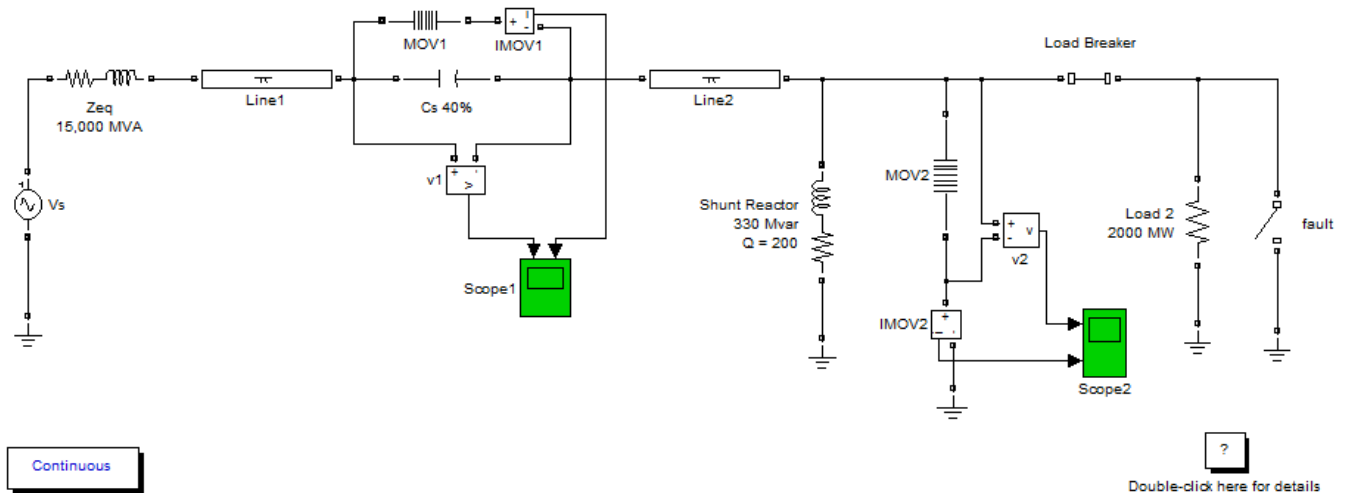 MOV1
IMOV1
Load Breaker
Line1
Line2
Zeq
15,000 MVA
Cs 40%
v1
+
-
v
Vs
MOV2
Shunt Reactor
330 Mvar
Q = 200
v2
+
-
v
Load 2
2000 MW
fault
Scope1
IMOV2
Scope2
Continuous
?
Double-click here for details